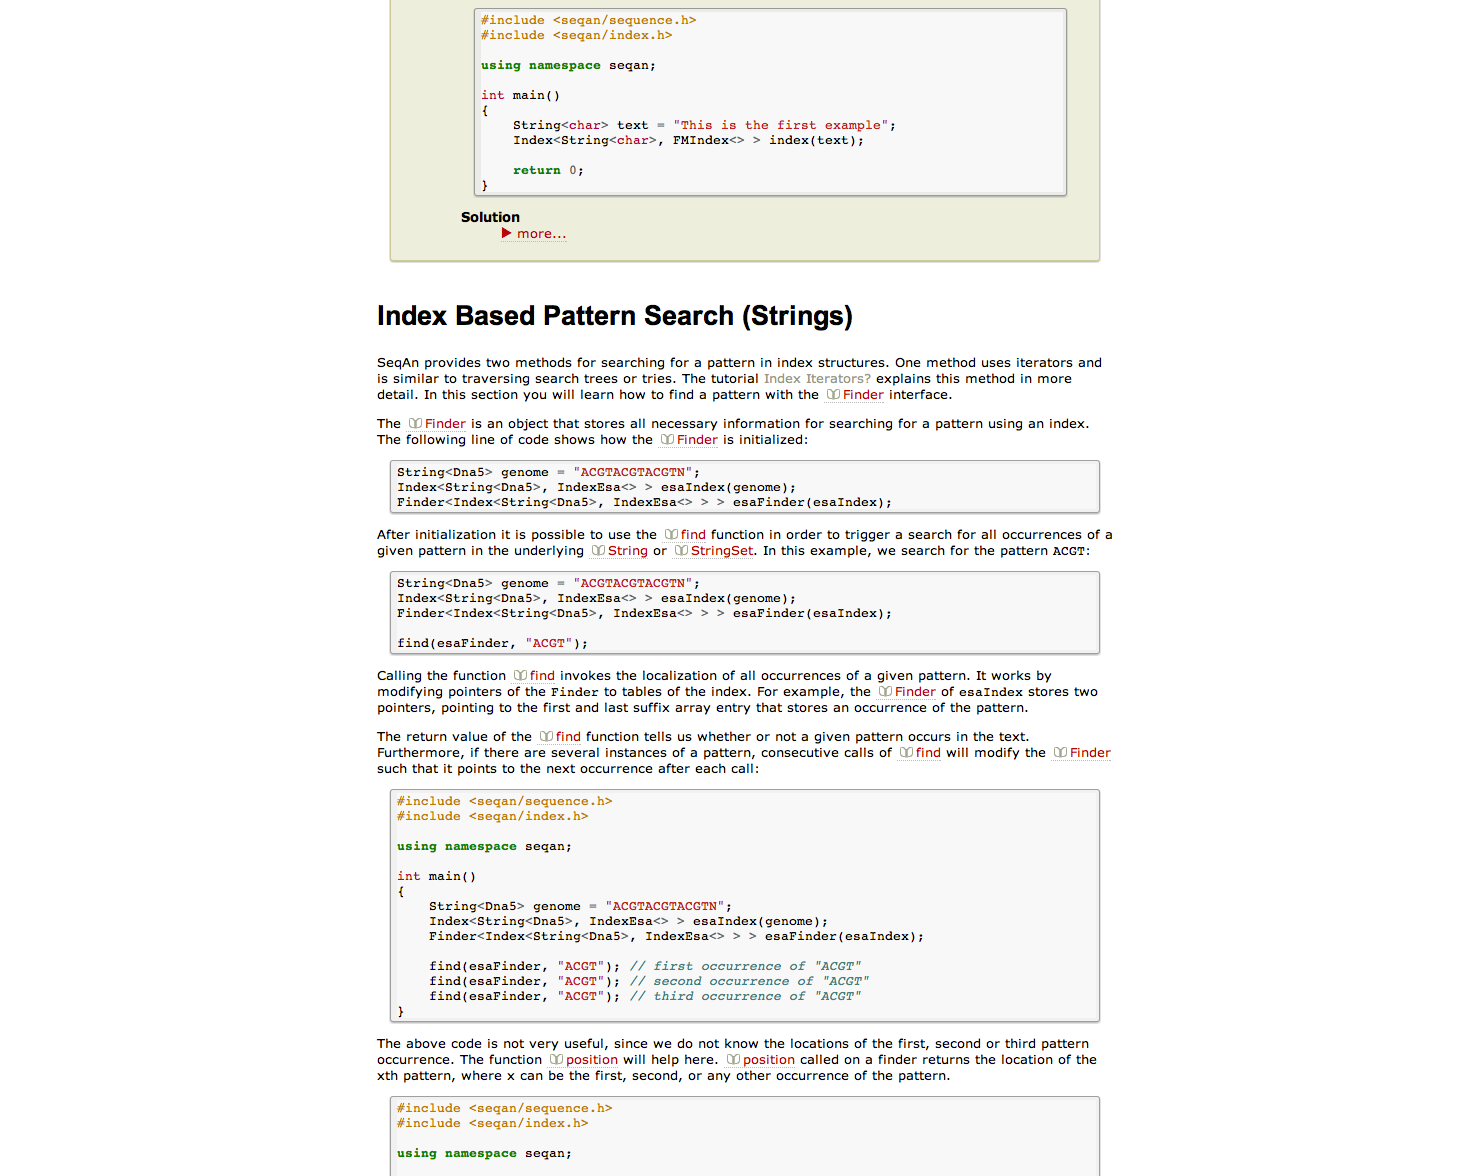 #include <seqan/sequence.h>
#include <seqan/index.h>
using namespace seqan;
int main()
{
String<char> text = "This is the first example";
Index<String<char>, FMIndex<> > index(text);
return 0;
}
Solution
more...
Index Based Pattern Search (Strings)
SeqAn provides two methods for searching for a pattern in index structures. One method uses iterators and
is similar to traversing search trees or tries. The tutorial Index Iterators? explains this method in more
detail. In this section you will learn how to find a pattern with the Finder interface.
The Finder is an object that stores all necessary information for searching for a pattern using an index.
The following line of code shows how the Finder is initialized:
String<Dna5> genome = "ACGTACGTACGTN";
Index<String<Dna5>, IndexEsa<> > esaIndex(genome);
Finder<Index<String<Dna5>, IndexEsa<> > > esaFinder(esaIndex);
After initialization it is possible to use the find function in order to trigger a search for all occurrences of a
given pattern in the underlying String or StringSet. In this example, we search for the pattern ACGT:
String<Dna5> genome = "ACGTACGTACGTN";
Index<String<Dna5>, IndexEsa<> > esaIndex(genome);
Finder<Index<String<Dna5>, IndexEsa<> > > esaFinder(esaIndex);
find(esaFinder, "ACGT");
Calling the function find invokes the localization of all occurrences of a given pattern. It works by
modifying pointers of the Finder to tables of the index. For example, the Finder of esaIndex stores two
pointers, pointing to the first and last suffix array entry that stores an occurrence of the pattern.
The return value of the find function tells us whether or not a given pattern occurs in the text.
Furthermore, if there are several instances of a pattern, consecutive calls of find will modify the Finder
such that it points to the next occurrence after each call:
#include <seqan/sequence.h>
#include <seqan/index.h>
using namespace seqan;
int main()
{
String<Dna5> genome = "ACGTACGTACGTN";
Index<String<Dna5>, IndexEsa<> > esaIndex(genome);
Finder<Index<String<Dna5>, IndexEsa<> > > esaFinder(esaIndex);
find(esaFinder, "ACGT"); // first occurrence of "ACGT"
find(esaFinder, "ACGT"); // second occurrence of "ACGT"
find(esaFinder, "ACGT"); // third occurrence of "ACGT"
}
The above code is not very useful, since we do not know the locations of the first, second or third pattern
occurrence. The function position will help here. position called on a finder returns the location of the
xth pattern, where x can be the first, second, or any other occurrence of the pattern.
#include <seqan/sequence.h>
#include <seqan/index.h>
using namespace seqan;